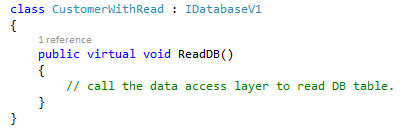 class CustomerWithRead : IDatabaseV1
{
1 reference
public virtual void ReadDB()
{
// call the data access layer to read DB table.
}
}